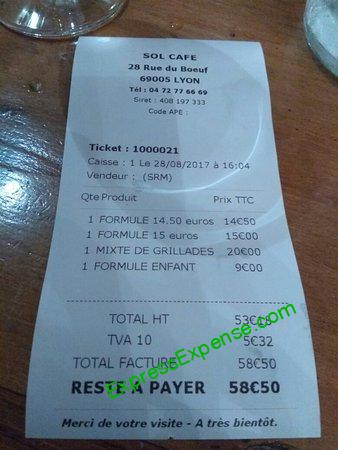 SOL CAFE
28 Rue du Boeuf
69005 LYON
Tél : 04 72 77 66 69
Siret : 408 197 333
Code APE :
Ticket : 1000021
Caisse : 1 Le 28/08/2017 à 16:04
Vendeur : (SRM)
Qte Produit Prix TTC
1 FORMULE 14.50 euros 14€50
1 FORMULE 15 euros 15€00
1 MIXTE DE GRILLADES 20€00
1 FORMULE ENFANT 9€00
TOTAL HT 53€18
TVA 10 5€32
TOTAL FACTURE 58€50
RESTE A PAYER 58€50
Merci de votre visite - A très bientôt.
ExpressExpense.com